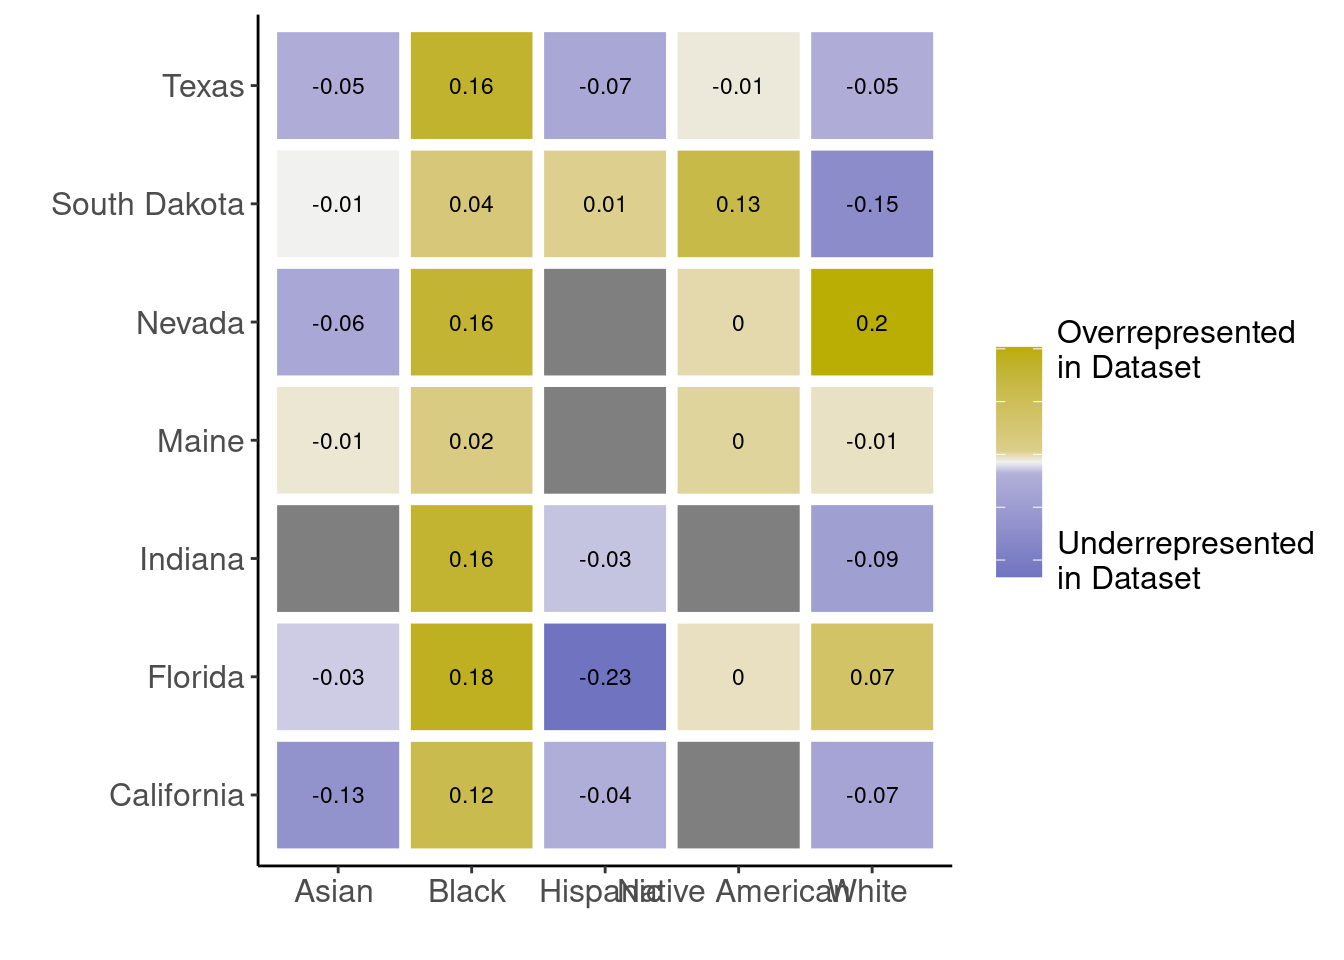 Texas -0.05 0.16 -0.07 -0.01 -0.05
South Dakota -0.01 0.04 0.01 0.13 -0.15
Nevada -0.06 0.16 0 0.2
Maine -0.01 0.02 0 -0.01
Indiana 0.16 -0.03 -0.09
Florida -0.03 0.18 -0.23 0 0.07
California -0.13 0.12 -0.04 -0.07
Asian Black Hispanic Native American White
Overrepresented
in Dataset
Underrepresented
in Dataset